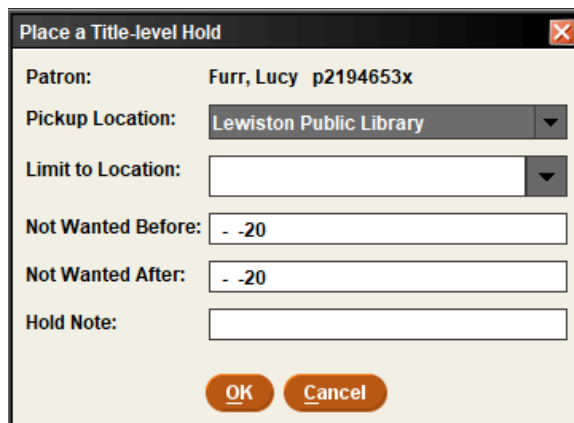 Place a Title-level Hold
Patron: Furr, Lucy p2194653x
Pickup Location: Lewiston Public Library
Limit to Location:
Not Wanted Before: - -20
Not Wanted After: - -20
Hold Note:
OK Cancel